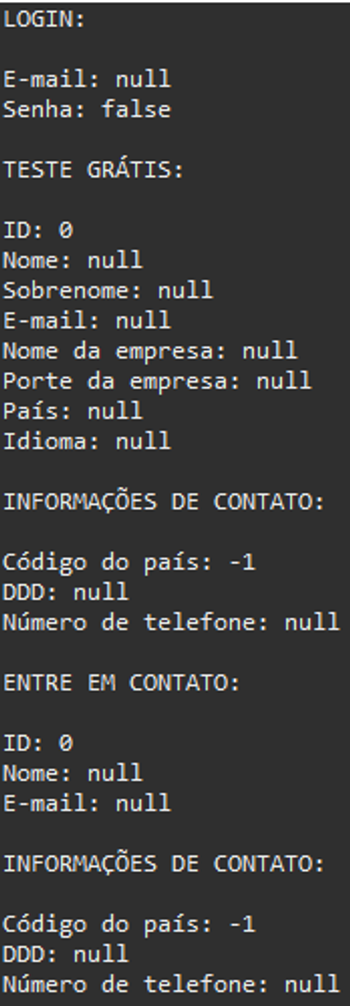 LOGIN:
E-mail: null
Senha: false
TESTE GRÁTIS:
ID: 0
Nome: null
Sobrenome: null
E-mail: null
Nome da empresa: null
Porte da empresa: null
País: null
Idioma: null
INFORMAÇÕES DE CONTATO:
Código do país: -1
DDD: null
Número de telefone: null
ENTRE EM CONTATO:
ID: 0
Nome: null
E-mail: null
INFORMAÇÕES DE CONTATO:
Código do país: -1
DDD: null
Número de telefone: null